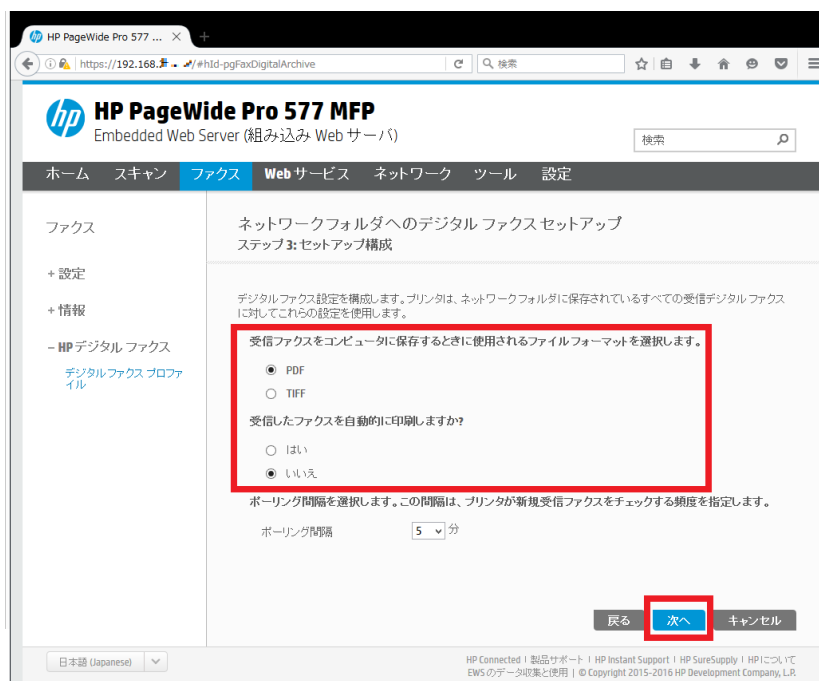 HP PageWide Pro 577 ...
https://192.168. /#hId-pgFaxDigitalArchive
検索
hp
HP PageWide Pro 577 MFP
Embedded Web Server (組み込み Web サーバ)
検索
ホーム スキャン ファクス Web サービス ネットワーク ツール 設定
ファクス
+ 設定
+ 情報
– HP デジタル ファクス
デジタル ファクス プロファ
イル
ネットワークフォルダへのデジタル ファクス セットアップ
ステップ 3: セットアップ構成
デジタルファクス設定を構成します。プリンタは、ネットワークフォルダに保存されているすべての受信デジタル ファクス
に対してこれらの設定を使用します。
受信ファクスをコンピュータに保存するときに使用されるファイルフォーマットを選択します。
PDF
TIFF
受信したファクスを自動的に印刷しますか?
はい
いいえ
ポーリング間隔を選択します。この間隔は、プリンタが新規受信ファクスをチェックする頻度を指定します。
ポーリング間隔 5 分
戻る 次へ キャンセル
日本語 (Japanese)
HP Connected | 製品サポート | HP Instant Support | HP SureSupply | HP について
EWS のデータ収集と使用 | © Copyright 2015-2016 HP Development Company, L.P.